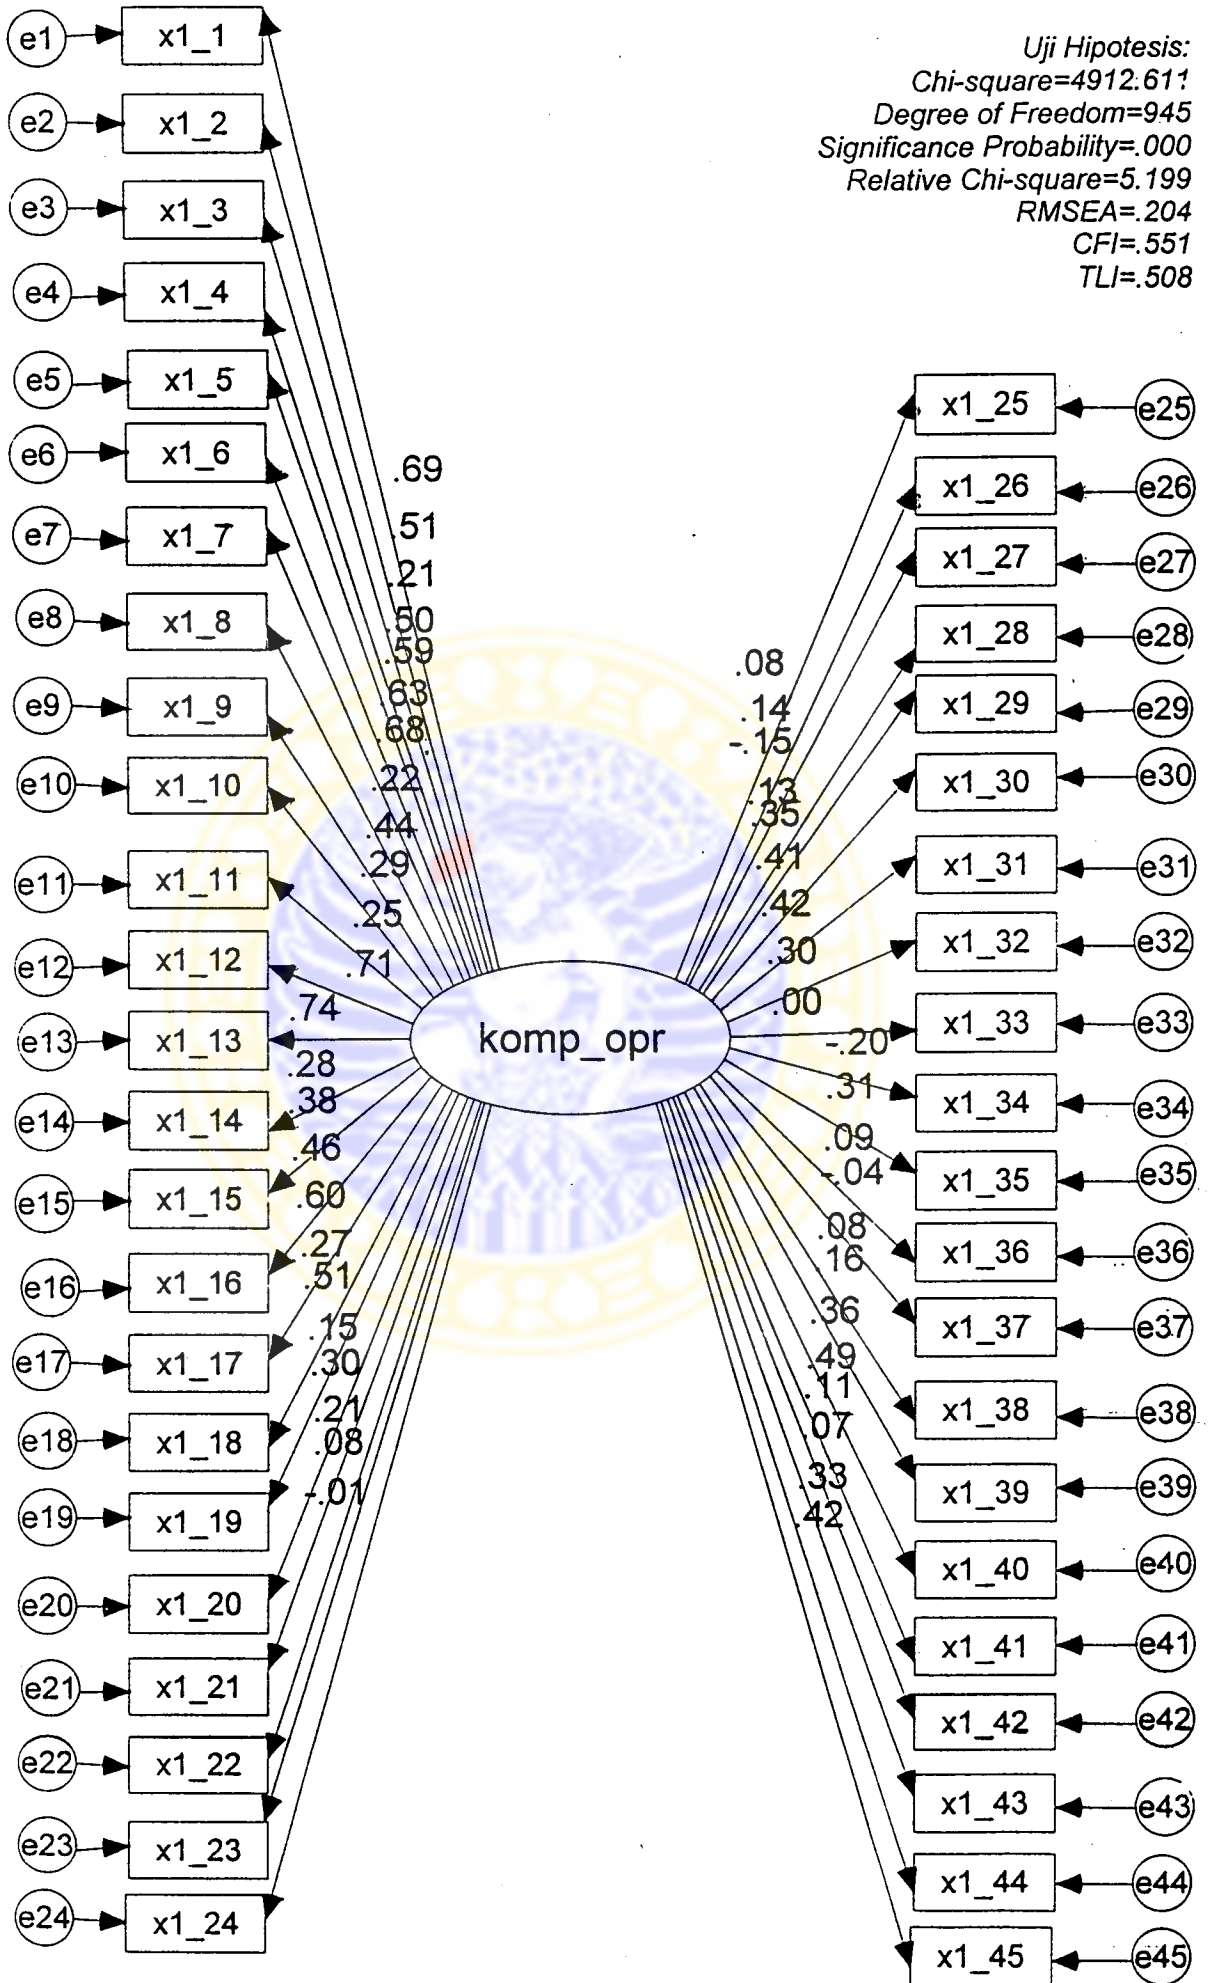 Uji Hipotesis:
Chi-square=4912.611
Degree of Freedom=945
Significance Probability=.000
Relative Chi-square=5.199
RMSEA=.204
CFI=.551
TLI=.508
e1 x1_1
e2 x1_2
e3 x1_3
e4 x1_4
e5 x1_5
e6 x1_6
e7 x1_7
e8 x1_8
e9 x1_9
e10 x1_10
e11 x1_11
e12 x1_12
e13 x1_13
e14 x1_14
e15 x1_15
e16 x1_16
e17 x1_17
e18 x1_18
e19 x1_19
e20 x1_20
e21 x1_21
e22 x1_22
e23 x1_23
e24 x1_24
.69
.51
.21
.50
.59
.63
.68
.22
.44
.29
.25
.71
.74
.28
.38
.46
.60
.27
.51
.15
.30
.21
.08
-.01
komp_opr
.08
.14
-.15
.13
.35
.41
.42
.30
.00
-.20
.31
.09
-.04
.08
.16
.36
.49
.11
.07
.33
.42
x1_25 e25
x1_26 e26
x1_27 e27
x1_28 e28
x1_29 e29
x1_30 e30
x1_31 e31
x1_32 e32
x1_33 e33
x1_34 e34
x1_35 e35
x1_36 e36
x1_37 e37
x1_38 e38
x1_39 e39
x1_40 e40
x1_41 e41
x1_42 e42
x1_43 e43
x1_44 e44
x1_45 e45